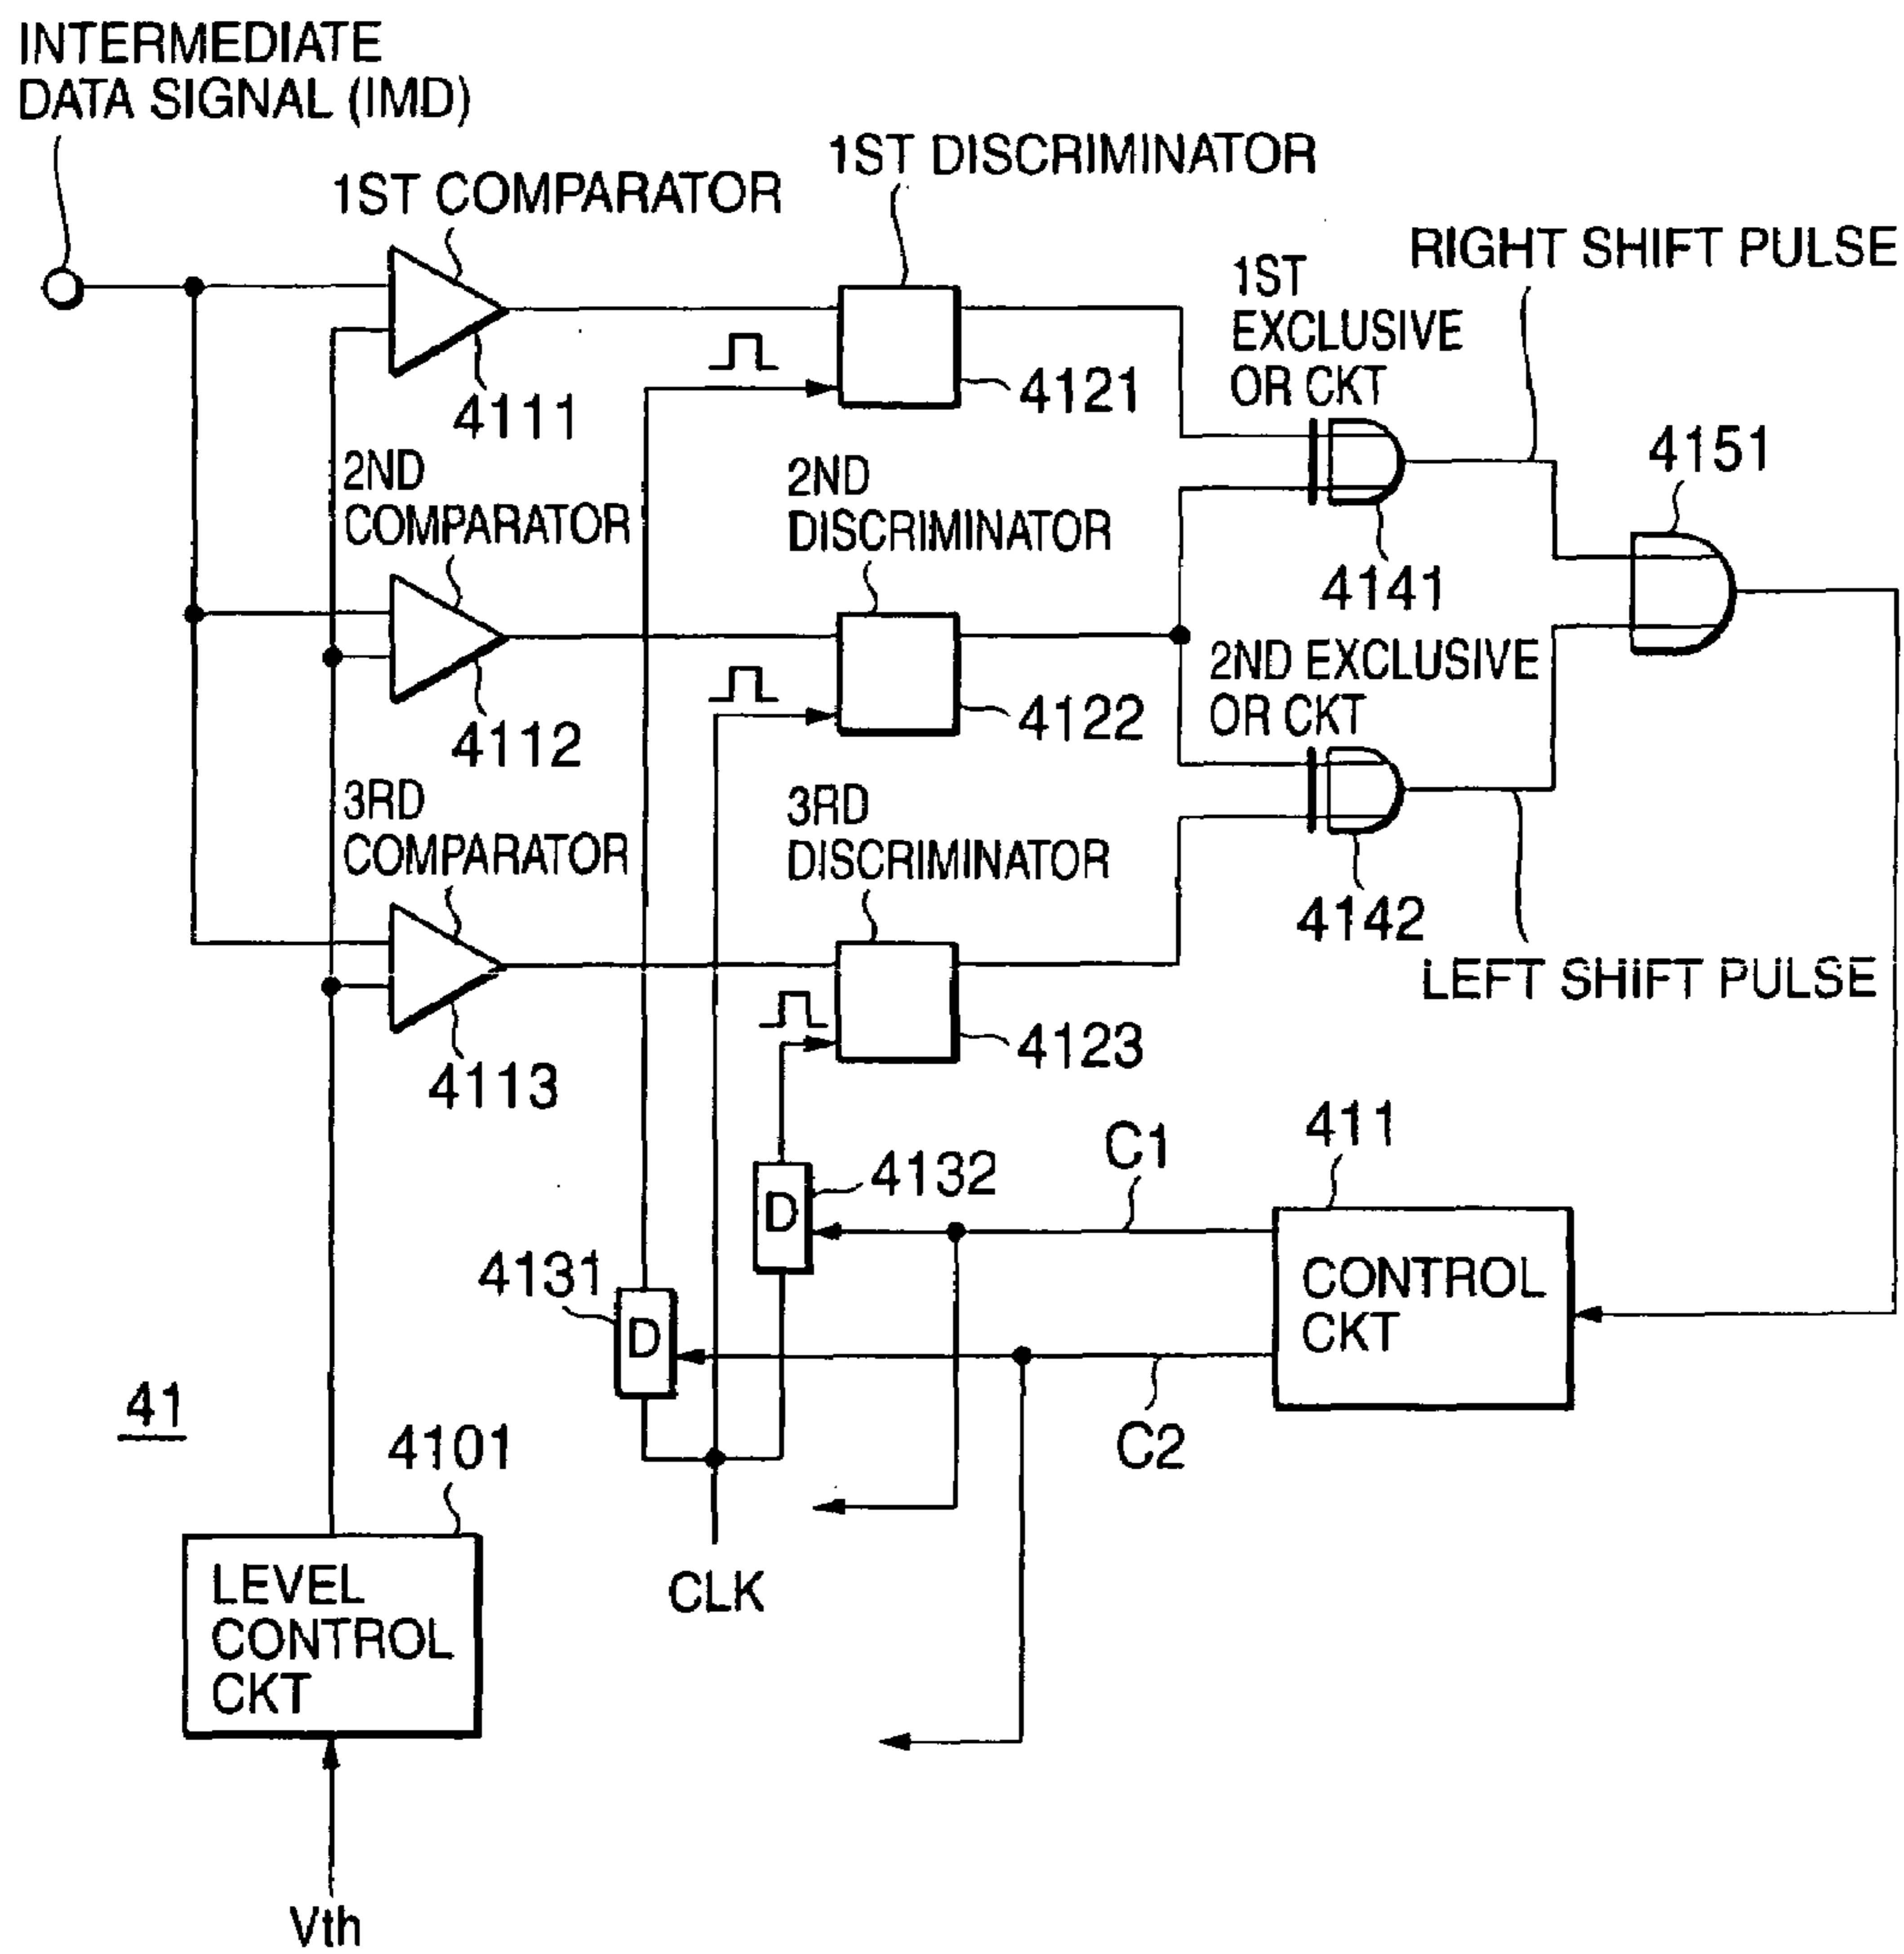 INTERMEDIATE
DATA SIGNAL (IMD)
1ST COMPARATOR
1ST DISCRIMINATOR
RIGHT SHIFT PULSE
1ST
EXCLUSIVE
OR CKT
4111
4121
4151
2ND
COMPARATOR
2ND
DISCRIMINATOR
4141
2ND EXCLUSIVE
OR CKT
4112
4122
3RD
COMPARATOR
3RD
DISCRIMINATOR
4142
LEFT SHIFT PULSE
4113
4123
C1
411
4132
D
4131
D
CONTROL
CKT
41
4101
C2
CLK
LEVEL
CONTROL
CKT
Vth